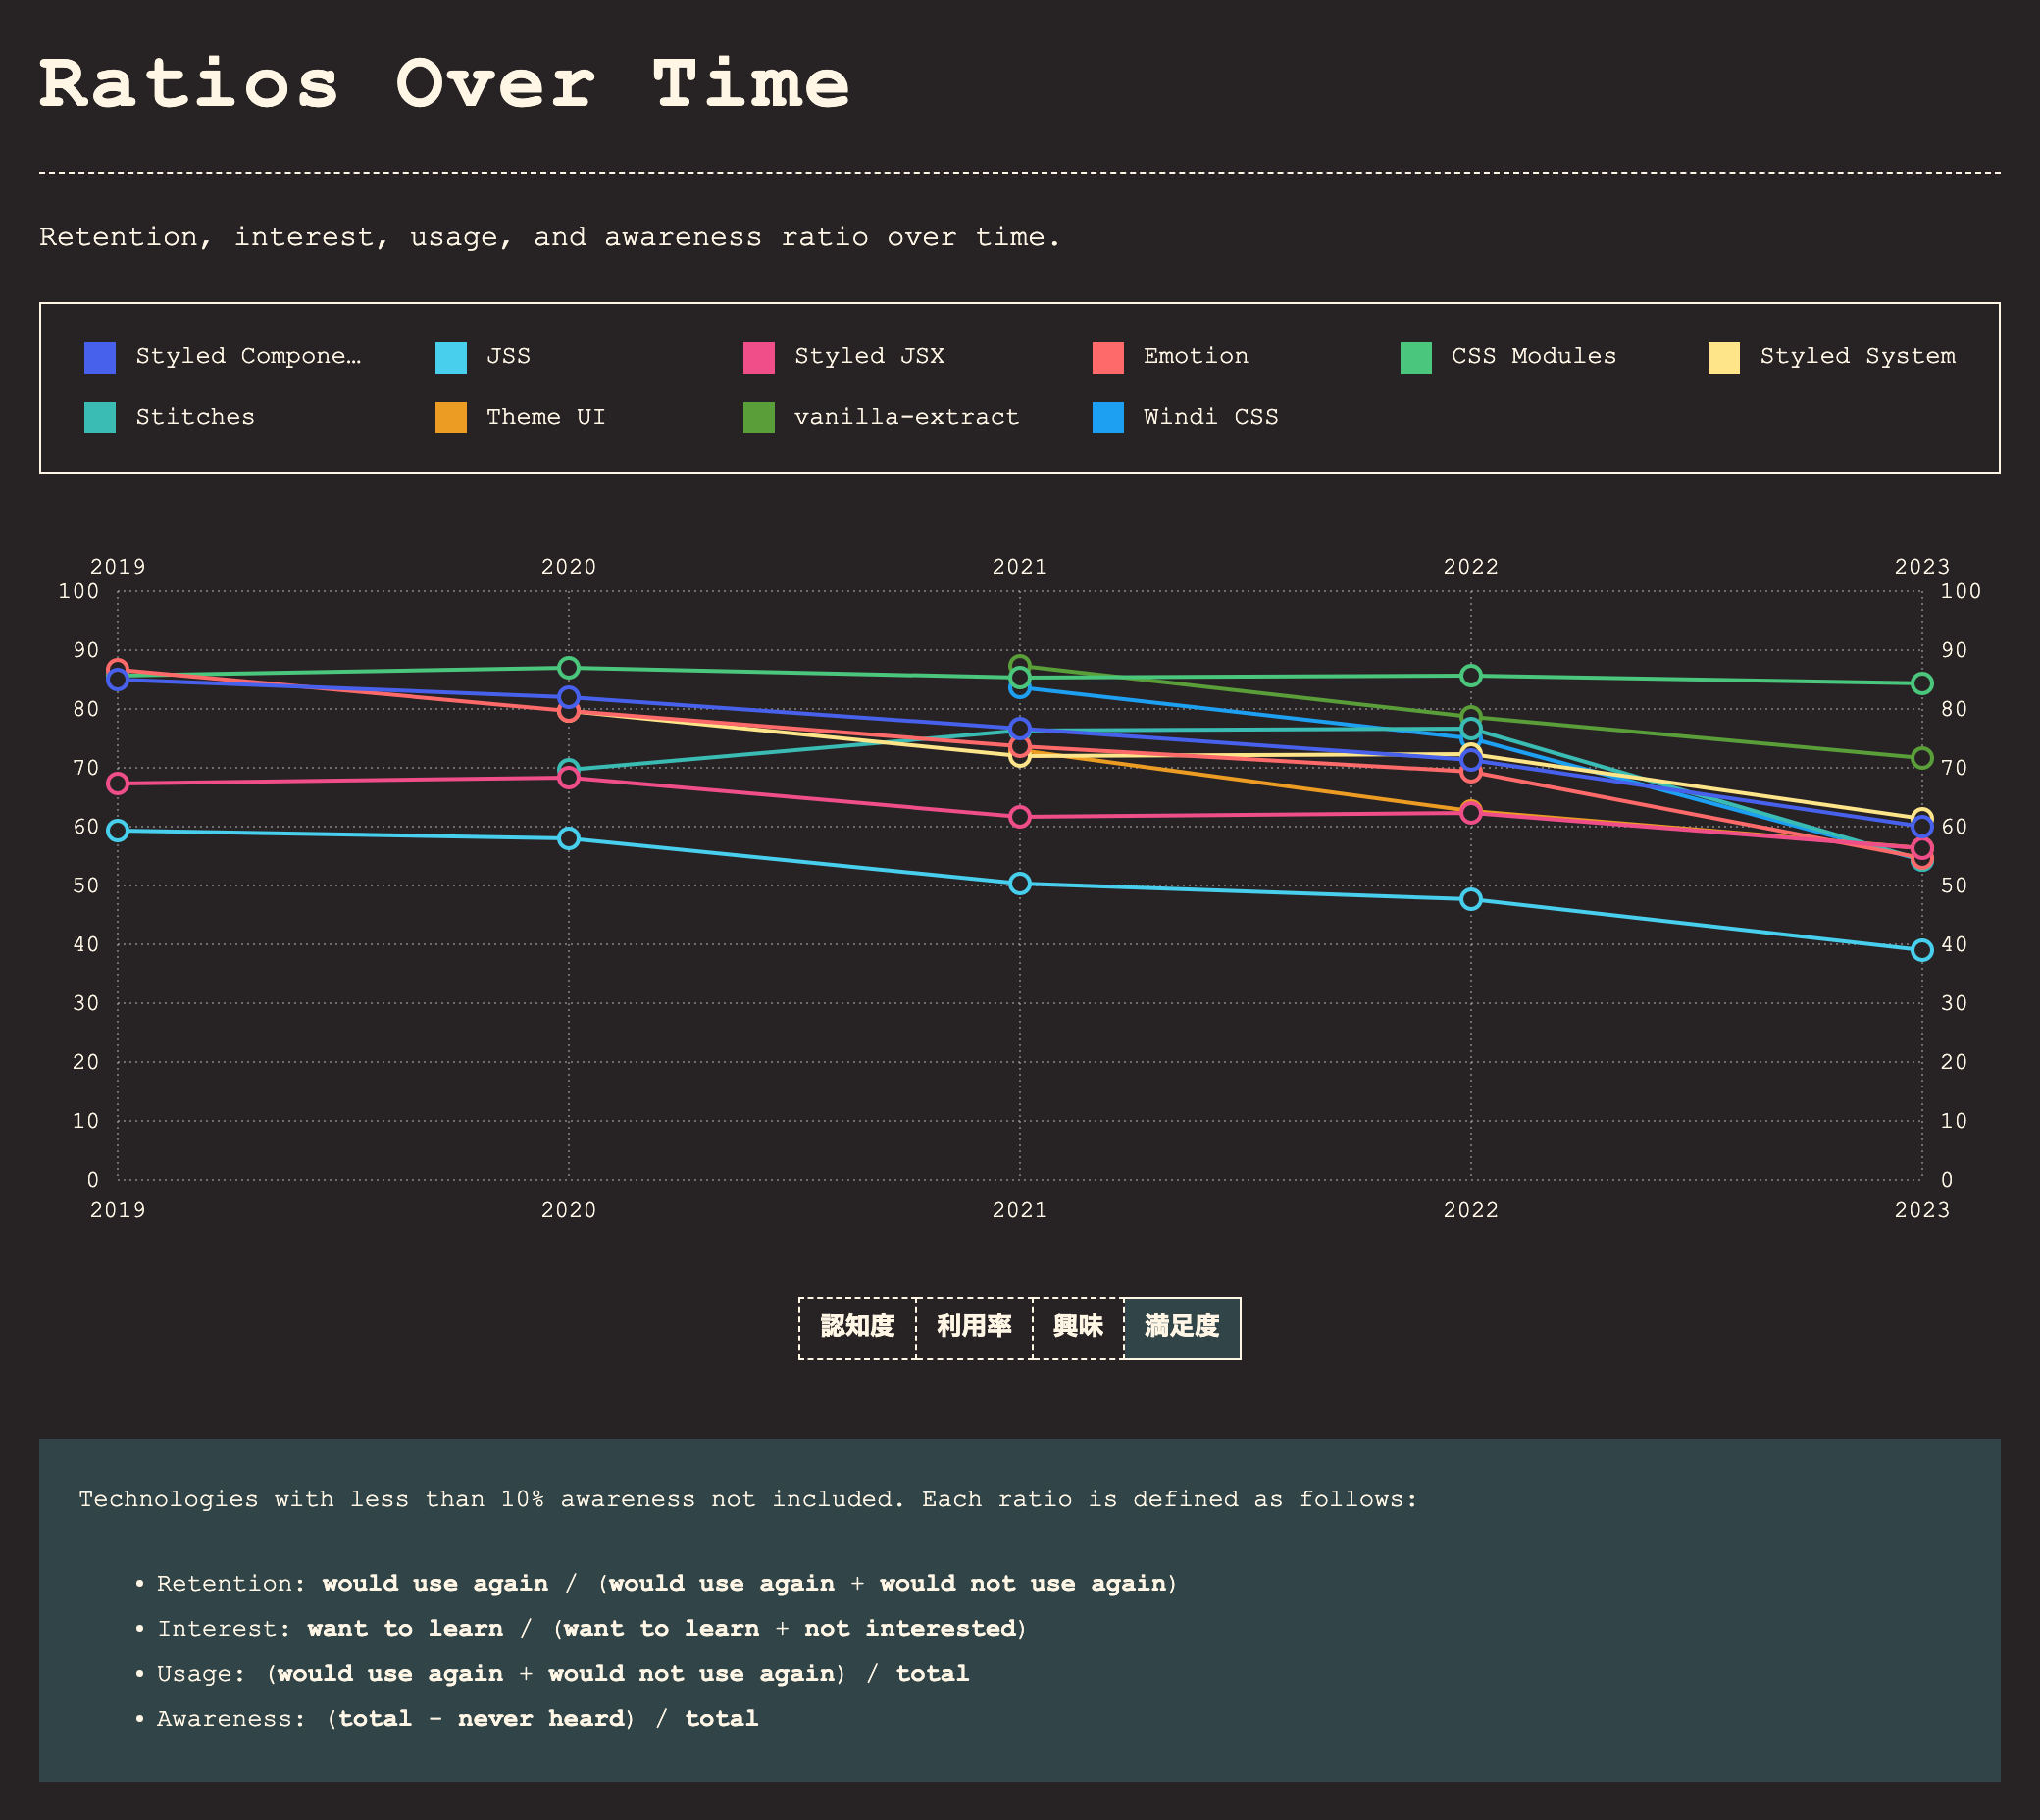 Ratios Over Time
Retention, interest, usage, and awareness ratio over time.
Styled Compone… JSS Styled JSX Emotion CSS Modules Styled System
Stitches Theme UI vanilla-extract Windi CSS
2019 2020 2021 2022 2023
100 100
90 90
80 80
70 70
60 60
50 50
40 40
30 30
20 20
10 10
0 0
2019 2020 2021 2022 2023
認知度 利用率 興味 満足度
Technologies with less than 10% awareness not included. Each ratio is defined as follows:
• Retention: would use again / (would use again + would not use again)
• Interest: want to learn / (want to learn + not interested)
• Usage: (would use again + would not use again) / total
• Awareness: (total - never heard) / total